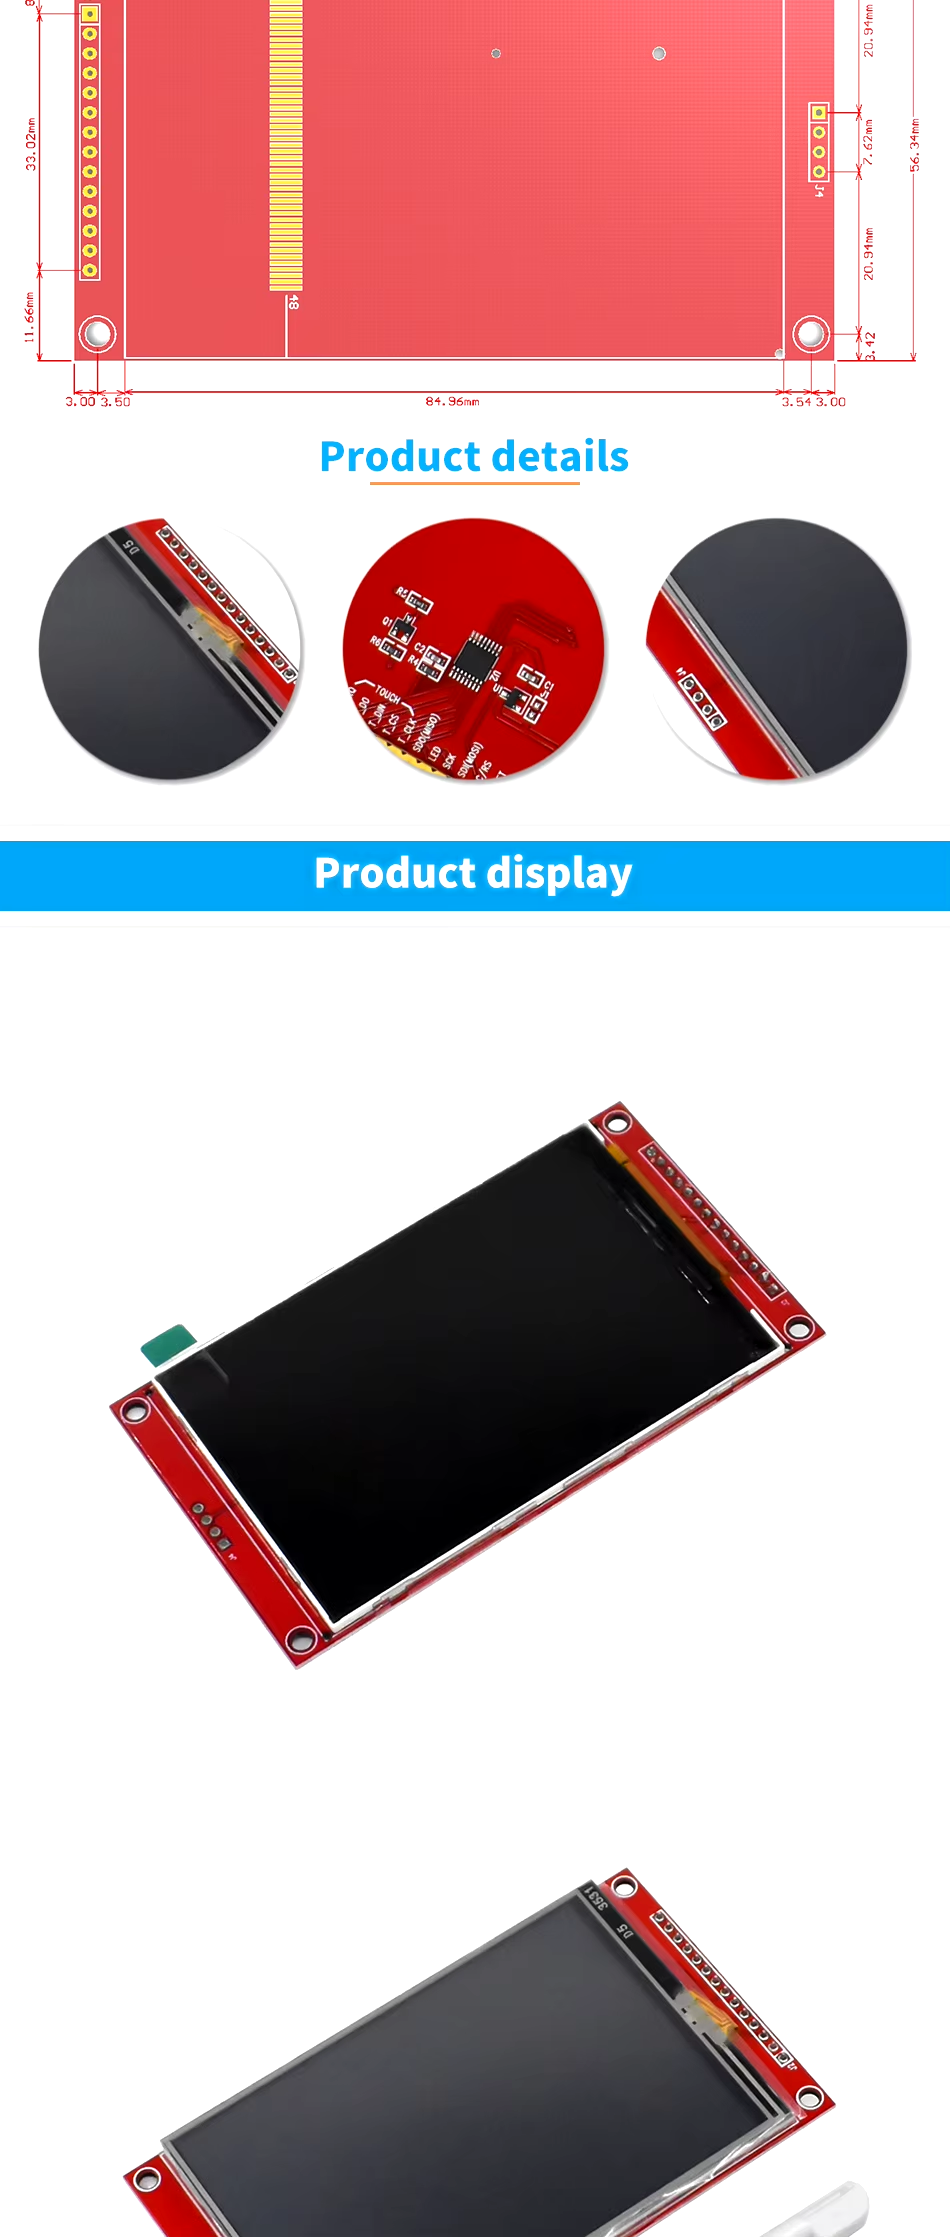 20.94mm
33.02mm
7.62mm
56.34mm
J4
20.94mm
11.66mm
48
3.42
3.00 3.50
84.96mm
3.54 3.00
Product details
D5
R5
Q1
R6
C2
R4
U1
C1
J4
TOUCH
T_CS
T_CLK
SDO(MISO)
LED
SCK
SDI(MOSI)
Product display
3531
D5
J2